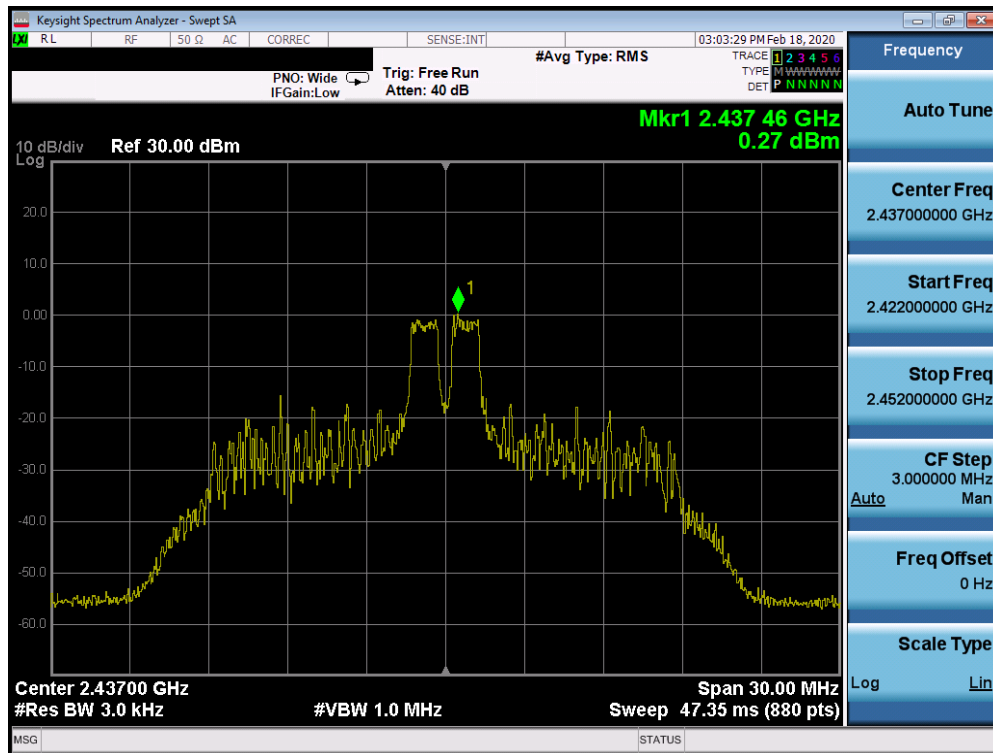 Keysight Spectrum Analyzer - Swept SA
LXI RL RF 50 Ω AC CORREC SENSE:INT 03:03:29 PM Feb 18, 2020
#Avg Type: RMS TRACE 1 2 3 4 5 6
PNO: Wide Trig: Free Run TYPE M W W W W W
IFGain:Low Atten: 40 dB DET P N N N N N
Mkr1 2.437 46 GHz
0.27 dBm
10 dB/div Ref 30.00 dBm
Log
20.0
10.0
1
0.00
-10.0
-20.0
-30.0
-40.0
-50.0
-60.0
Center 2.43700 GHz Span 30.00 MHz
#Res BW 3.0 kHz #VBW 1.0 MHz Sweep 47.35 ms (880 pts)
MSG STATUS
Frequency
Auto Tune
Center Freq
2.437000000 GHz
Start Freq
2.422000000 GHz
Stop Freq
2.452000000 GHz
CF Step
3.000000 MHz
Auto Man
Freq Offset
0 Hz
Scale Type
Log Lin